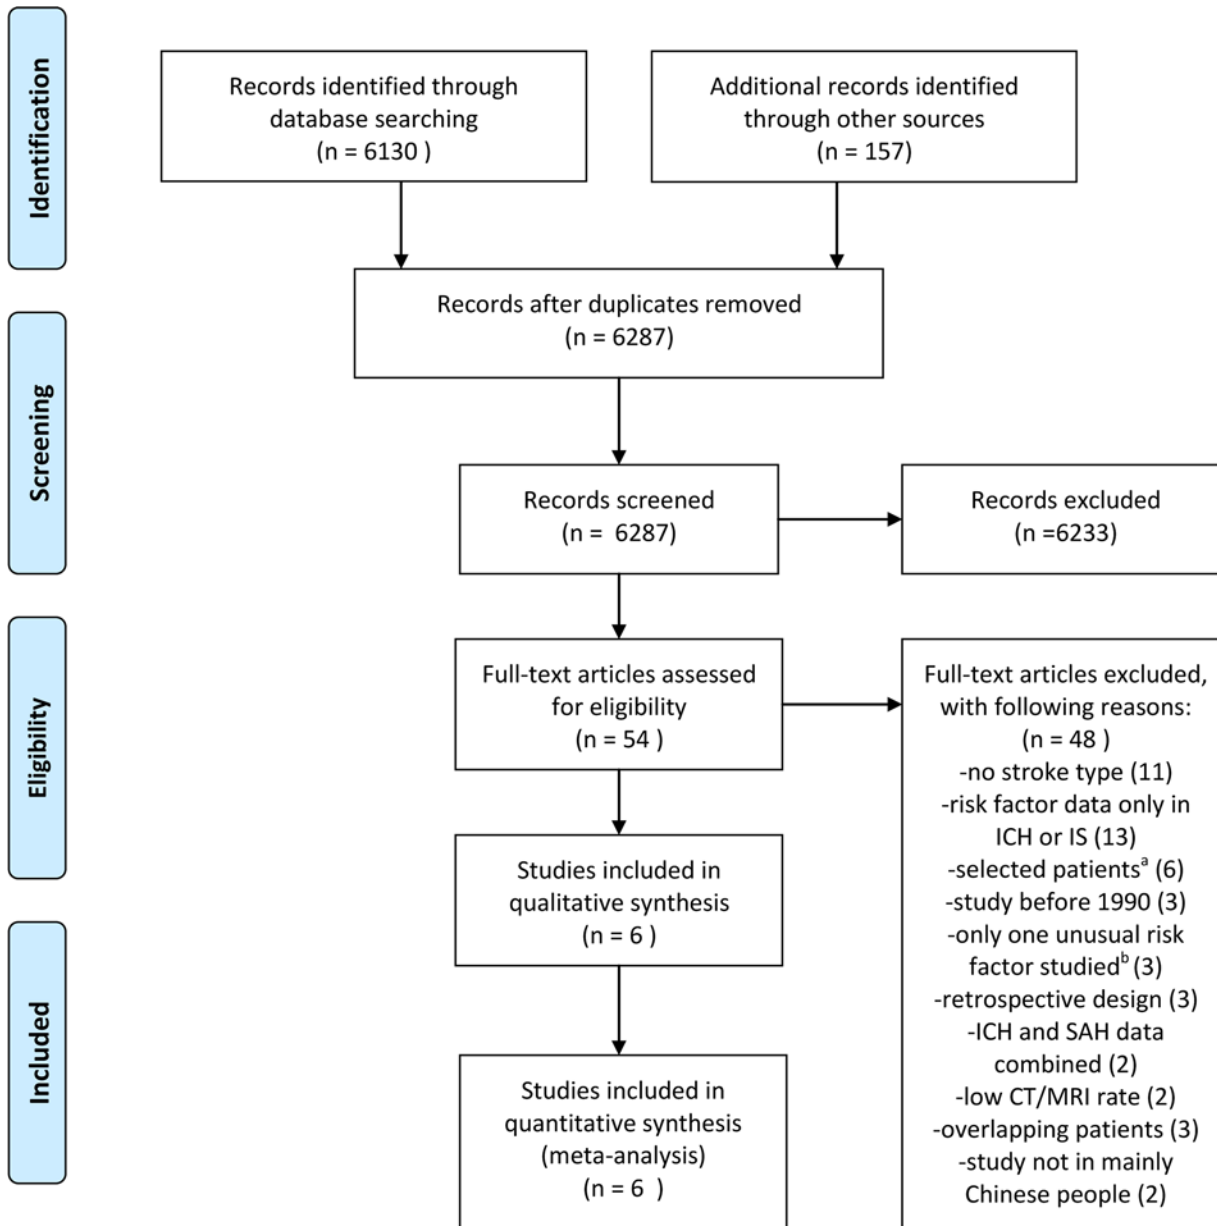 Identification
Records identified through
database searching
(n = 6130 )
Additional records identified
through other sources
(n = 157)
Records after duplicates removed
(n = 6287)
Screening
Records screened
(n =  6287)
Records excluded
(n =6233)
Eligibility
Full-text articles assessed
for eligibility
(n = 54 )
Full-text articles excluded,
with following reasons:
(n = 48 )
-no stroke type (11)
-risk factor data only in
ICH or IS (13)
-selected patientsᵃ (6)
-study before 1990 (3)
-only one unusual risk
factor studiedᵇ (3)
-retrospective design (3)
-ICH and SAH data
combined (2)
-low CT/MRI rate (2)
-overlapping patients (3)
-study not in mainly
Chinese people (2)
Studies included in
qualitative synthesis
(n = 6 )
Included
Studies included in
quantitative synthesis
(meta-analysis)
(n = 6  )